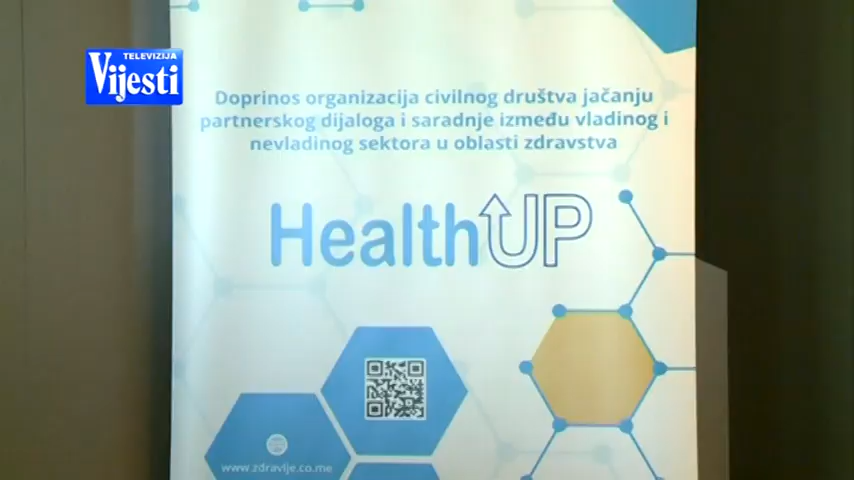 TELEVIZIJA
Vijesti
Doprinos organizacija civilnog društva jačanju
partnerskog dijaloga i saradnje između vladinog i
nevladinog sektora u oblasti zdravstva
HealthUP
www.zdravlje.co.me